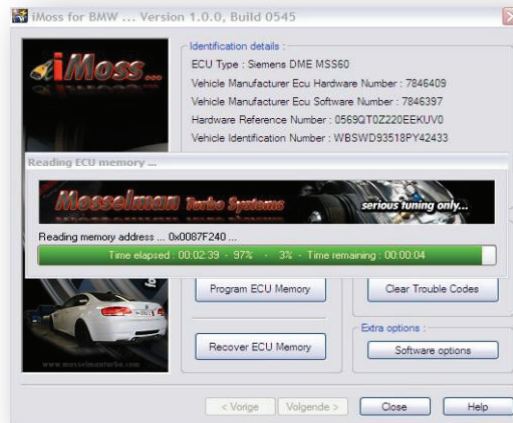 iMoss for BMW ... Version 1.0.0, Build 0545
iMoss...
Identification details :
ECU Type : Siemens DME MSS60
Vehicle Manufacturer Ecu Hardware Number : 7846409
Vehicle Manufacturer Ecu Software Number : 7846397
Hardware Reference Number : 0569QT0Z220EEKUV0
Vehicle Identification Number : WBSWD93518PY42433
Reading ECU memory ...
Mosselman Turbo Systems serious tuning only...
Reading memory address ... 0x0087F240 ...
Time elapsed : 00:02:39 - 97% - 3% - Time remaining : 00:00:04
Program ECU Memory
Clear Trouble Codes
Extra options :
Recover ECU Memory
Software options
www.mosselmanturbo.com
< Vorige
Volgende >
Close
Help